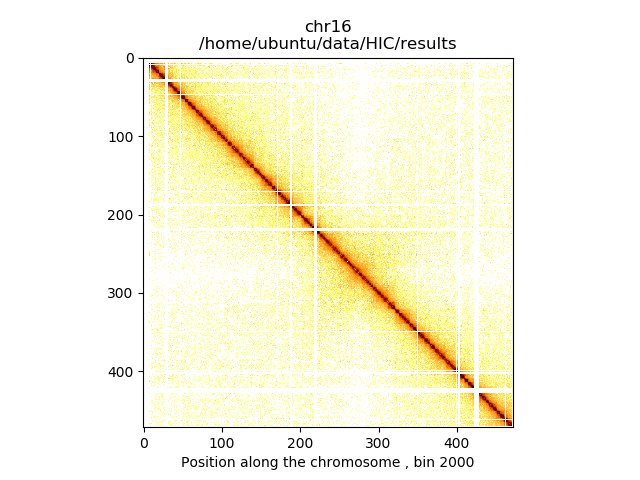 chr16
/home/ubuntu/data/HIC/results
0
100
200
300
400
0 100 200 300 400
Position along the chromosome , bin 2000